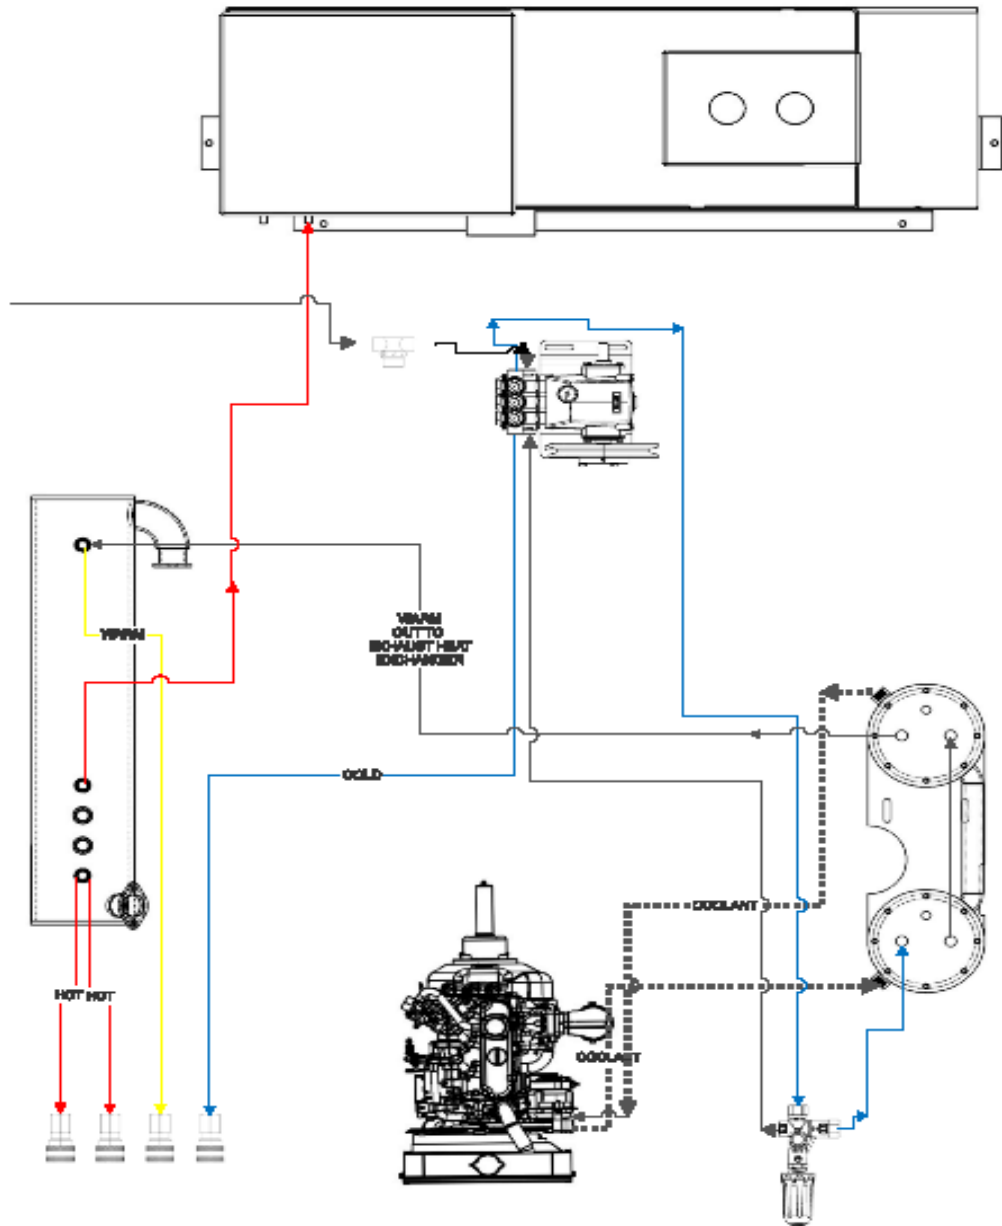 WARM
OUT TO
EXHAUST HEAT
EXCHANGER
WARM
COLD
COOLANT
HOT HOT
COOLANT